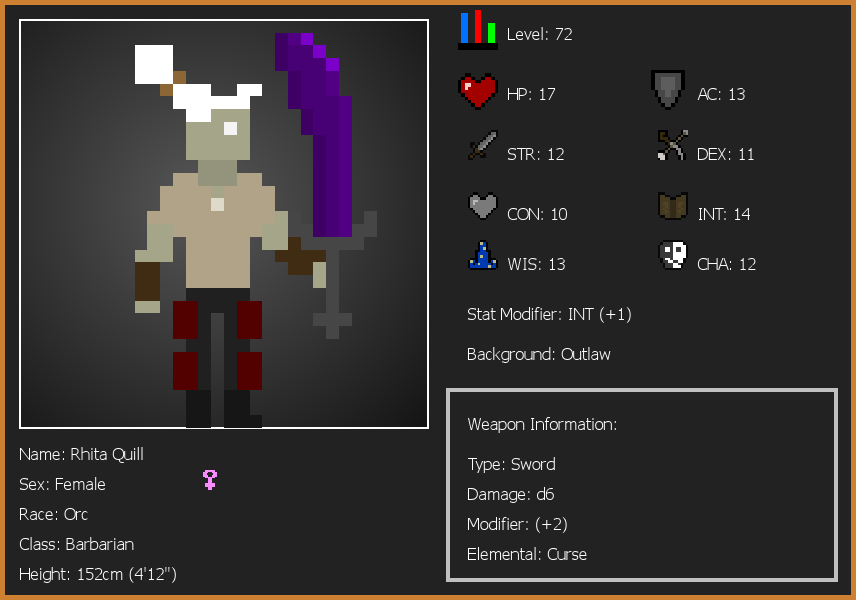 Level: 72
HP: 17
AC: 13
STR: 12
DEX: 11
CON: 10
INT: 14
WIS: 13
CHA: 12
Stat Modifier: INT (+1)
Background: Outlaw
Weapon Information:
Type: Sword
Damage: d6
Modifier: (+2)
Elemental: Curse
Name: Rhita Quill
Sex: Female
Race: Orc
Class: Barbarian
Height: 152cm (4'12")